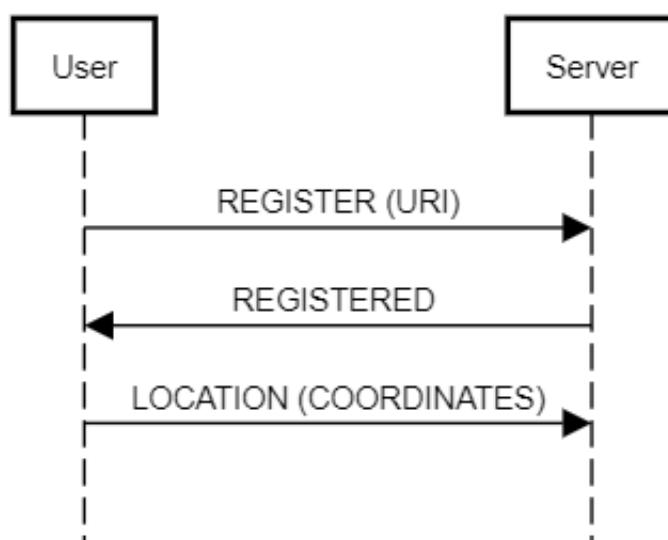 User
Server
REGISTER (URI)
REGISTERED
LOCATION (COORDINATES)